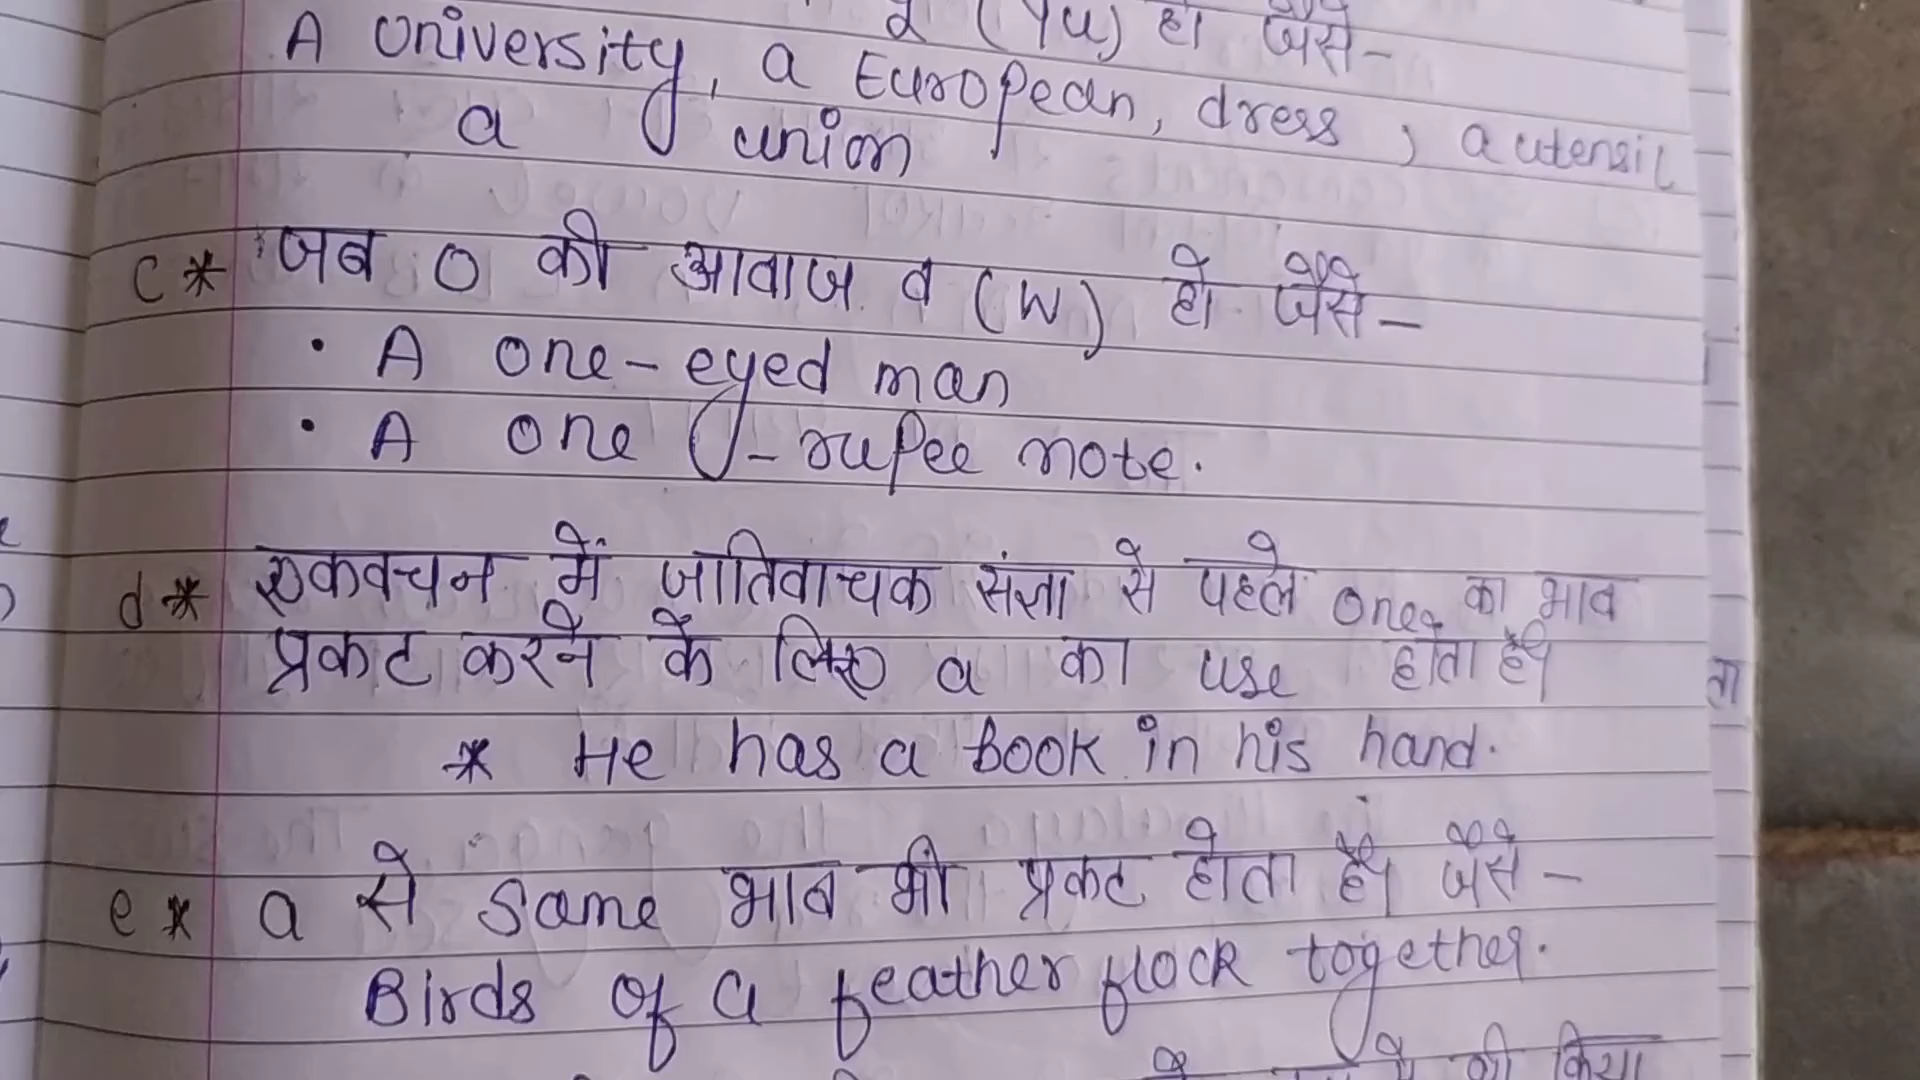 (Yu) हो जैसे-
A University, a European, dress, a utensil
a union
c* जब O की आवाज व (W) हो जैसे-
• A one-eyed man
• A one-rupee note.
d* एकवचन में जातिवाचक संज्ञा से पहले one का भाव
प्रकट करने के लिए a का use होता है।
* He has a book in his hand.
e* a से same भाव भी प्रकट होता है। जैसे-
Birds of a feather flock together.